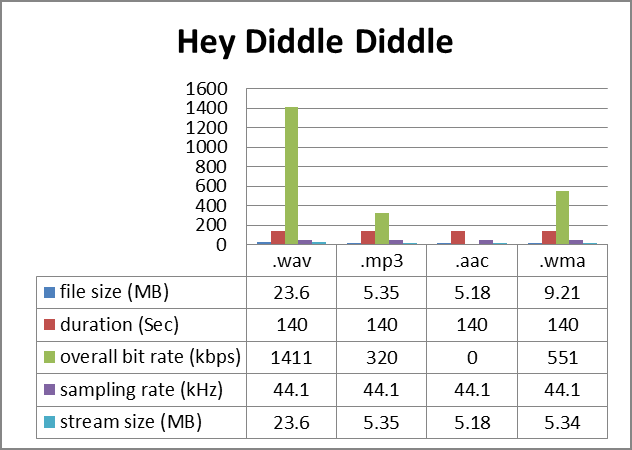 Hey Diddle Diddle
1600
1400
1200
1000
800
600
400
200
0
.wav .mp3 .aac .wma
file size (MB) 23.6 5.35 5.18 9.21
duration (Sec) 140 140 140 140
overall bit rate (kbps) 1411 320 0 551
sampling rate (kHz) 44.1 44.1 44.1 44.1
stream size (MB) 23.6 5.35 5.18 5.34